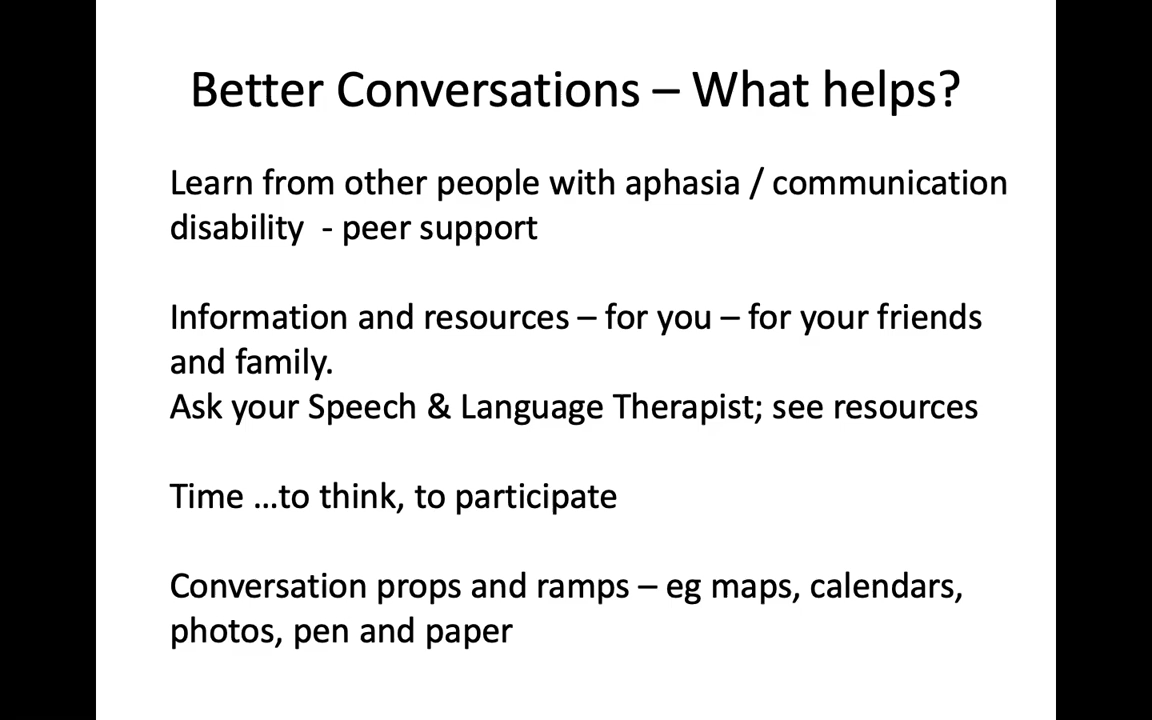 Better Conversations – What helps?
Learn from other people with aphasia / communication
disability  - peer support
Information and resources – for you – for your friends
and family.
Ask your Speech & Language Therapist; see resources
Time …to think, to participate
Conversation props and ramps – eg maps, calendars,
photos, pen and paper